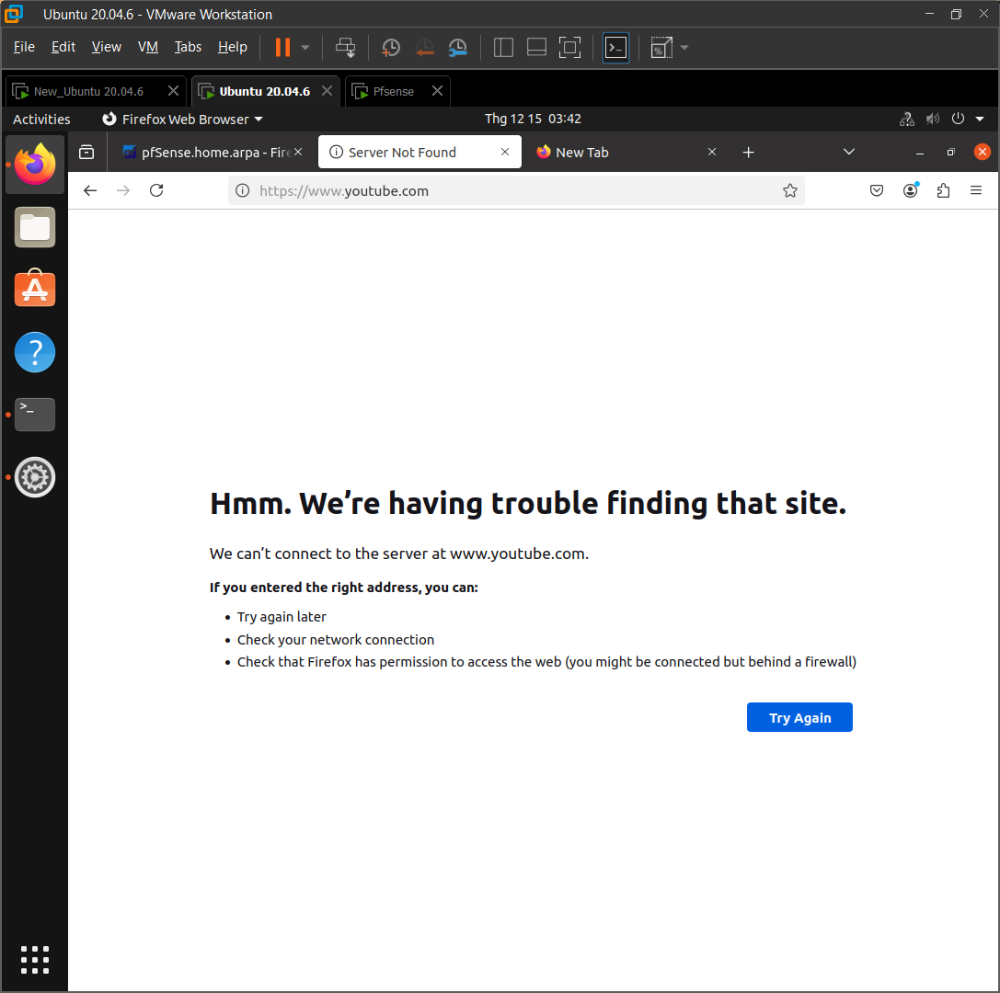 Ubuntu 20.04.6 - VMware Workstation
File Edit View VM Tabs Help
New_Ubuntu 20.04.6 Ubuntu 20.04.6 Pfsense
Activities Firefox Web Browser Thg 12 15 03:42
pfSense.home.arpa - Fire Server Not Found New Tab
https://www.youtube.com
Hmm. We’re having trouble finding that site.
We can’t connect to the server at www.youtube.com.
If you entered the right address, you can:
• Try again later
• Check your network connection
• Check that Firefox has permission to access the web (you might be connected but behind a firewall)
Try Again